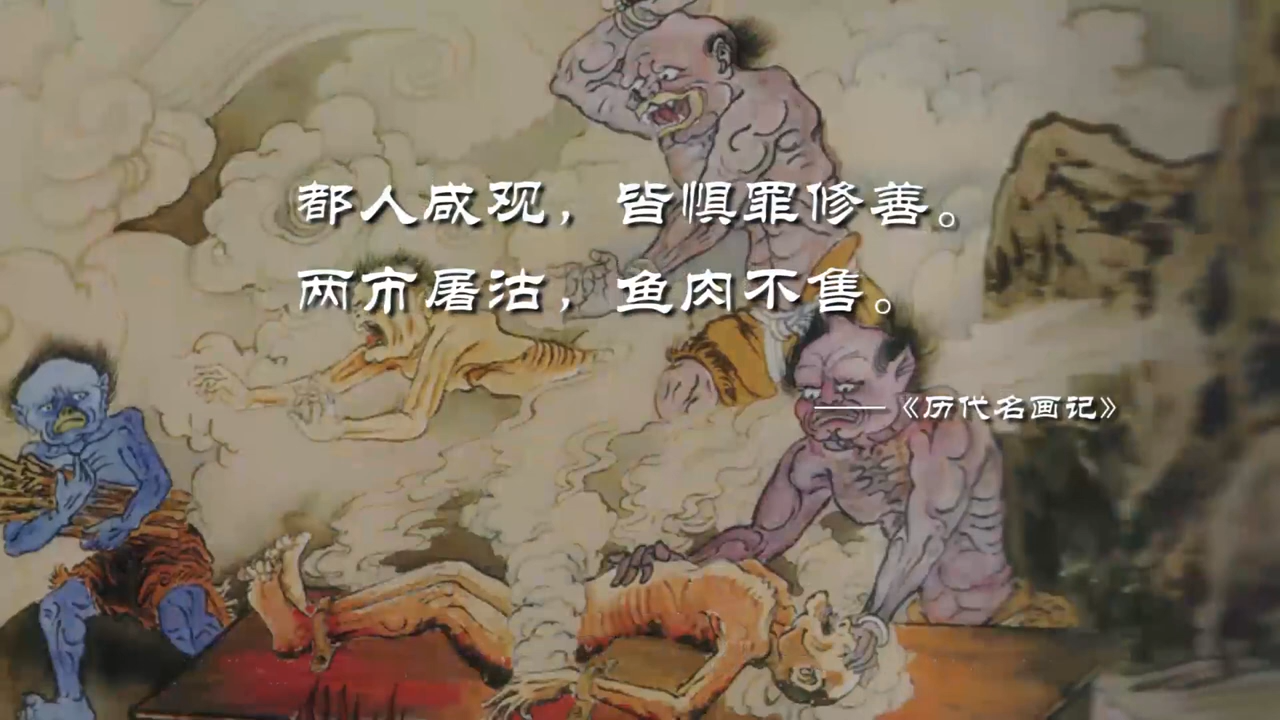 都人咸观，皆惧罪修善。
两市屠沽，鱼肉不售。
——《历代名画记》